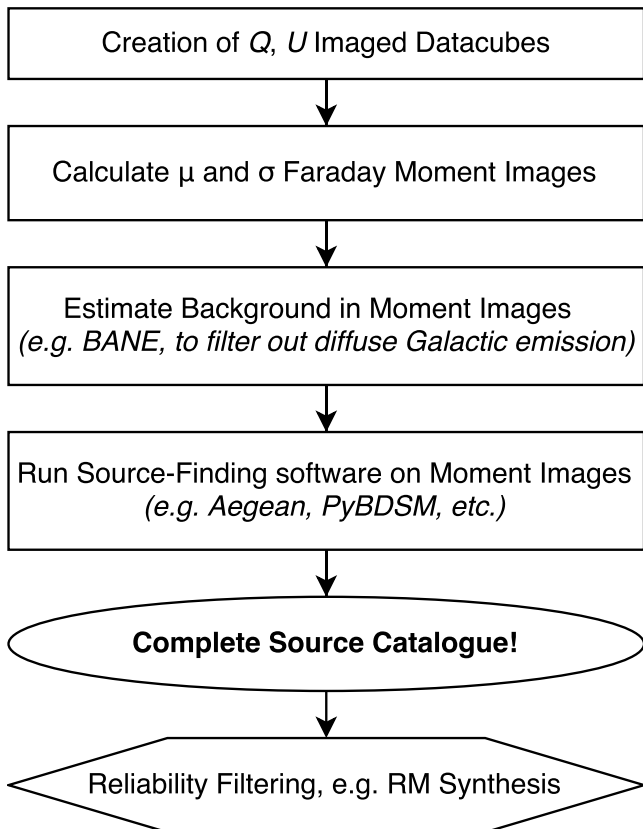 Creation of Q, U Imaged Datacubes
Calculate μ and σ Faraday Moment Images
Estimate Background in Moment Images
(e.g. BANE, to filter out diffuse Galactic emission)
Run Source-Finding software on Moment Images
(e.g. Aegean, PyBDSM, etc.)
Complete Source Catalogue!
Reliability Filtering, e.g. RM Synthesis